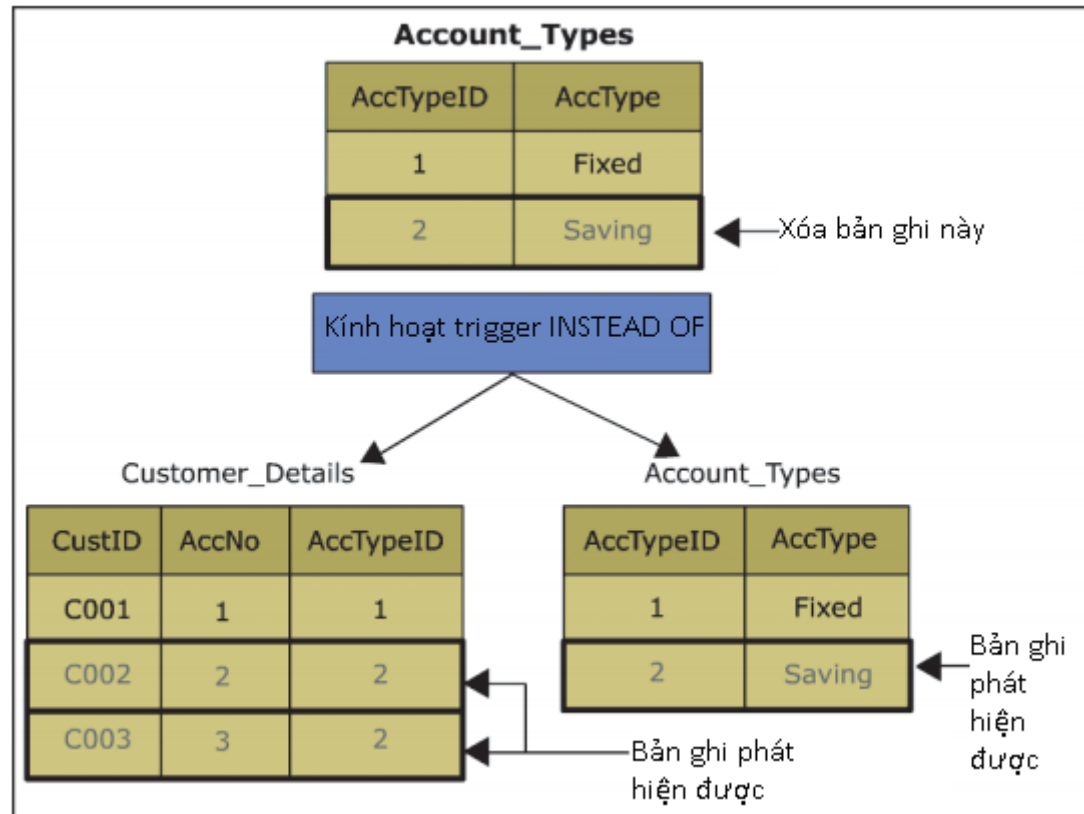 Account_Types
AccTypeID AccType
1 Fixed
2 Saving
Xóa bản ghi này
Kính hoạt trigger INSTEAD OF
Customer_Details
CustID AccNo AccTypeID
C001 1 1
C002 2 2
C003 3 2
Bản ghi phát
hiện được
Account_Types
AccTypeID AccType
1 Fixed
2 Saving
Bản ghi
phát
hiện
được